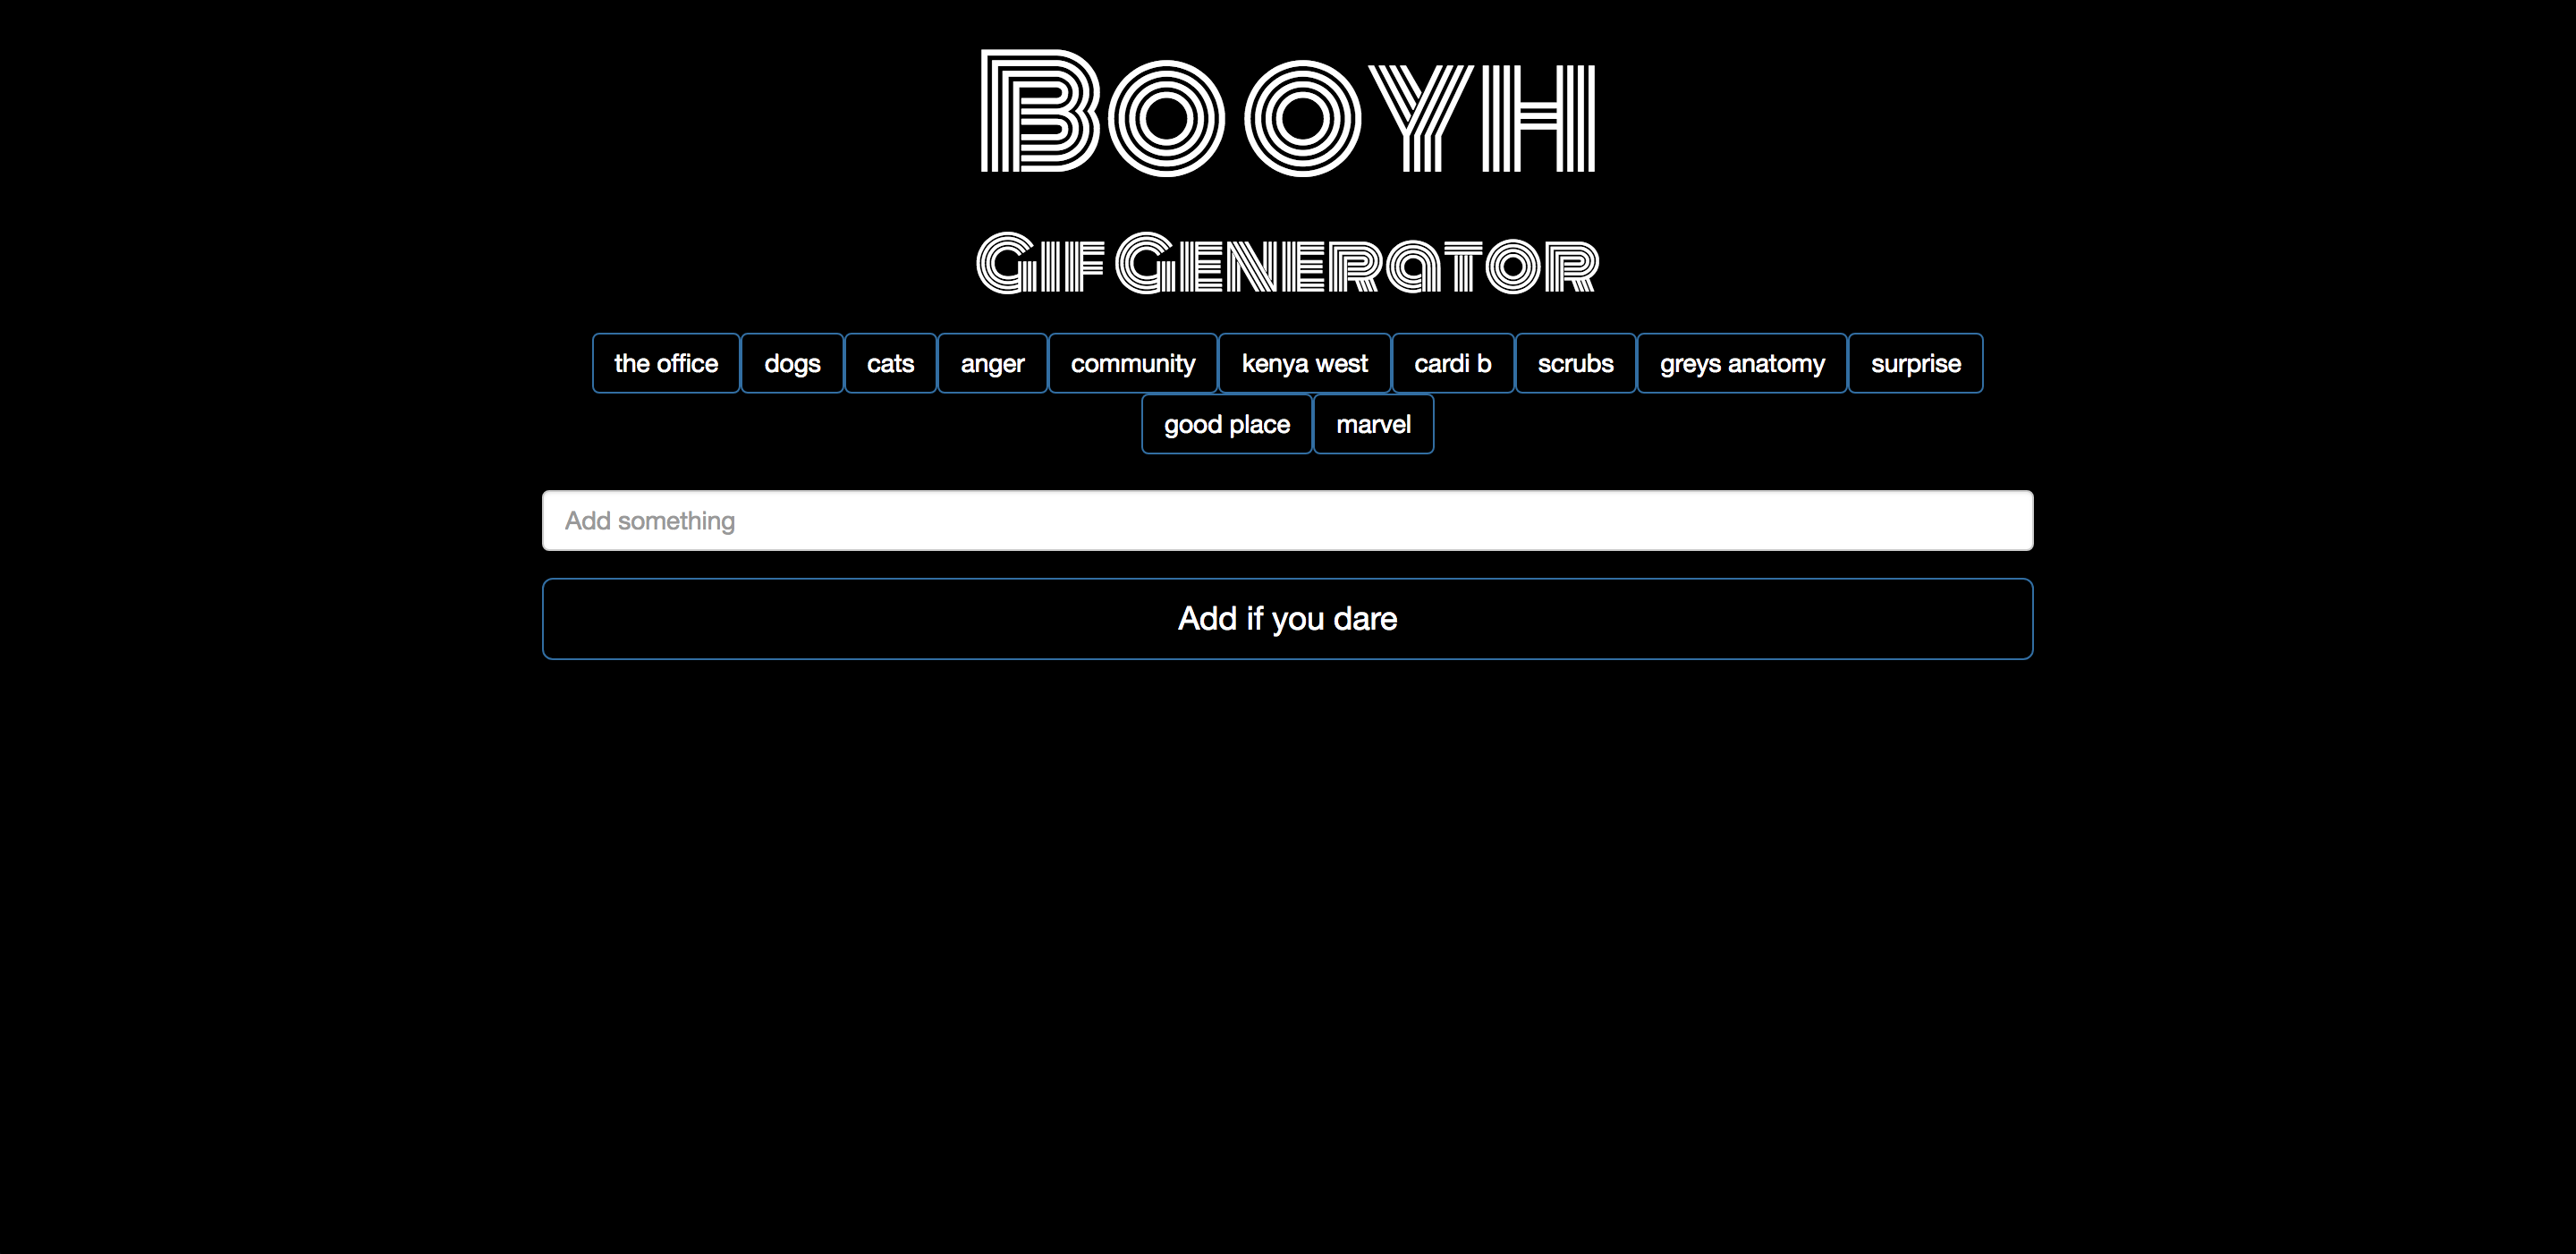 Booyh
Gif Generator
the office dogs cats anger community kenya west cardi b scrubs greys anatomy surprise
good place marvel
Add something
Add if you dare